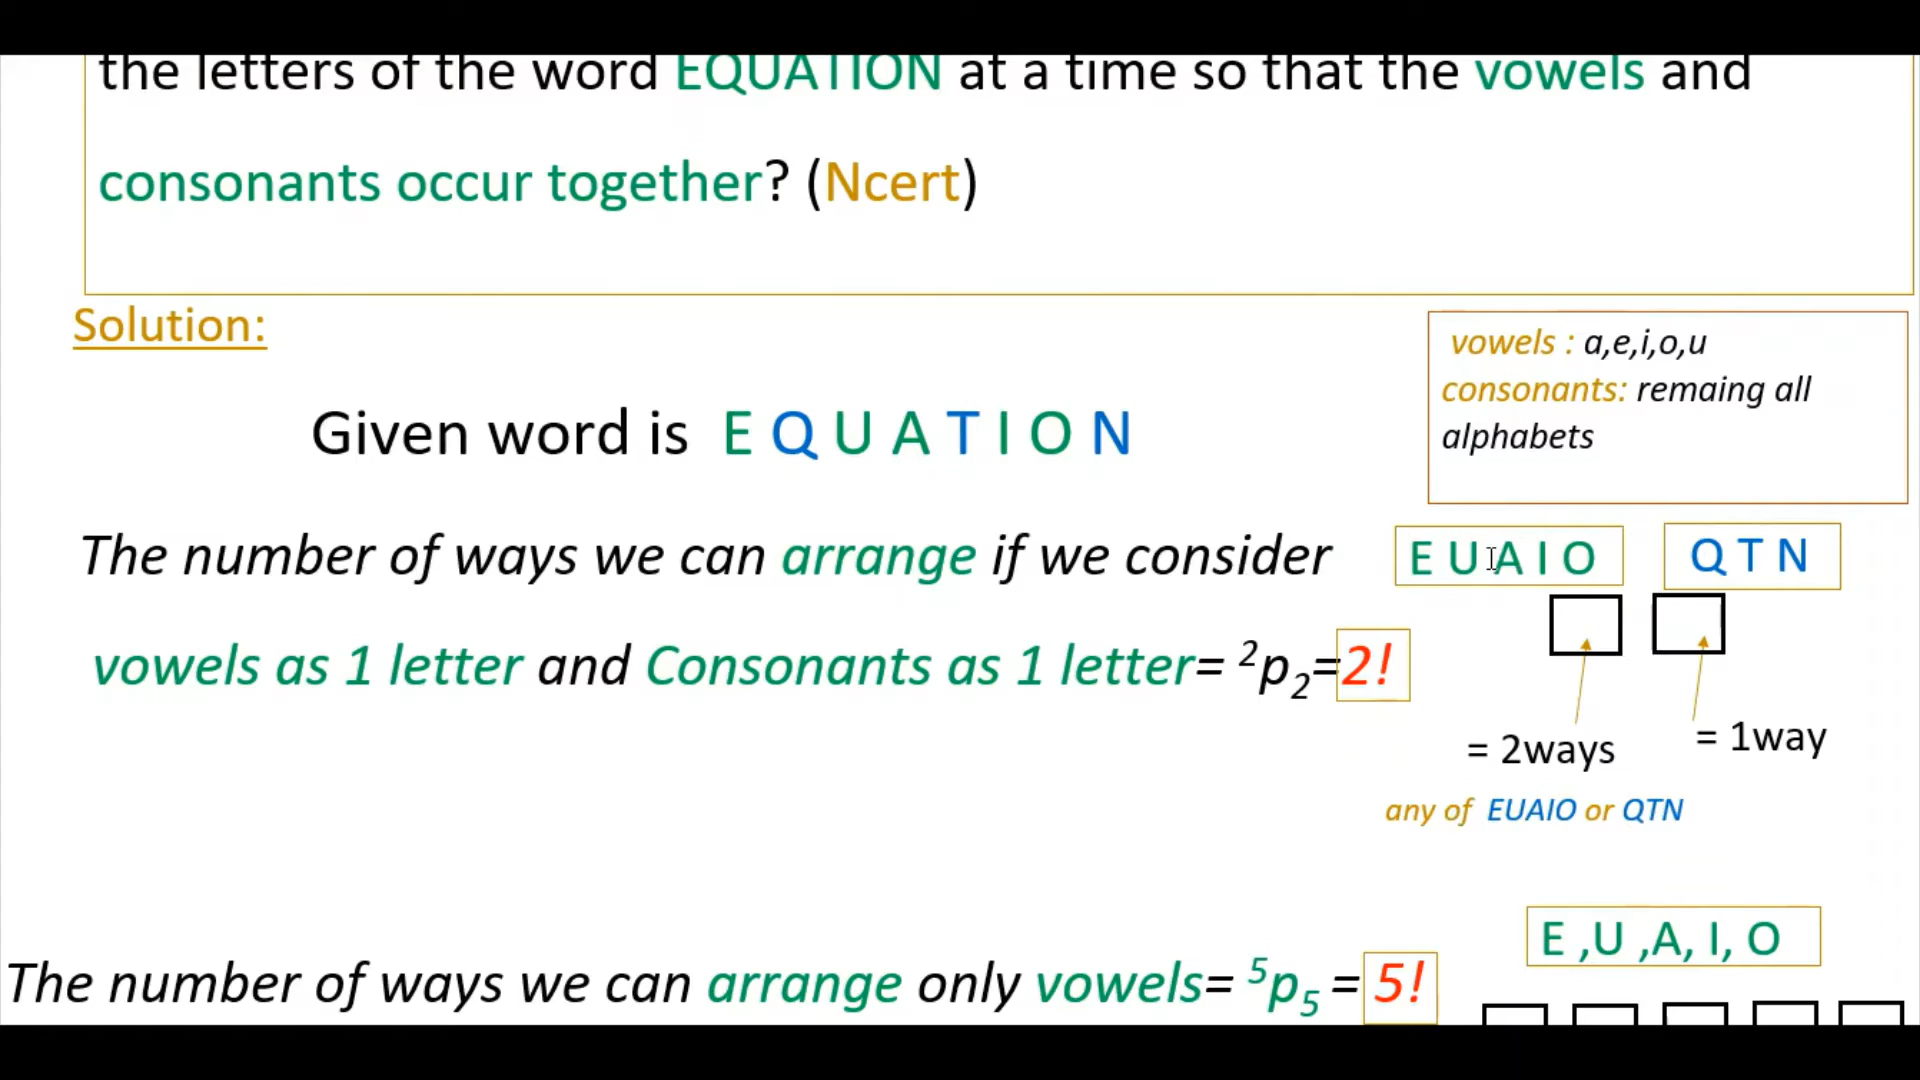 the letters of the word EQUATION at a time so that the vowels and
consonants occur together? (Ncert)
Solution:
vowels : a,e,i,o,u
consonants: remaing all
alphabets
Given word is E Q U A T I O N
The number of ways we can arrange if we consider
E U A I O
Q T N
vowels as 1 letter and Consonants as 1 letter= ²p₂=2!
= 2ways
= 1way
any of EUAIO or QTN
E ,U ,A, I, O
The number of ways we can arrange only vowels= ⁵p₅ = 5!